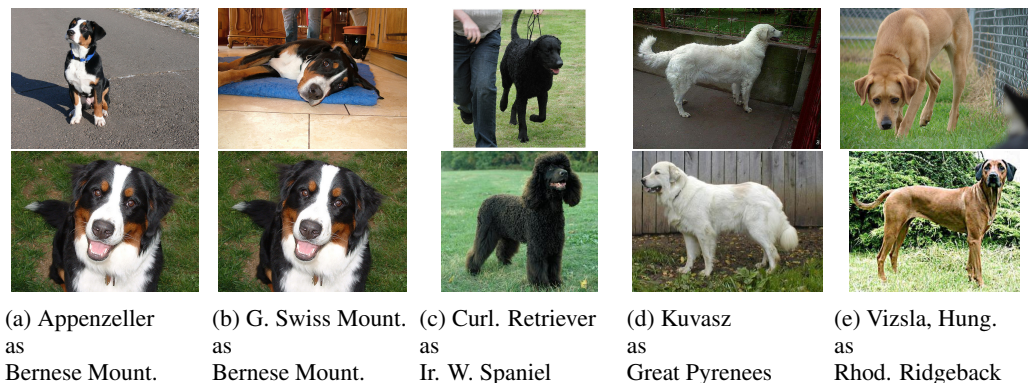 (a) Appenzeller
as
Bernese Mount.
(b) G. Swiss Mount.
as
Bernese Mount.
(c) Curl. Retriever
as
Ir. W. Spaniel
(d) Kuvasz
as
Great Pyrenees
(e) Vizsla, Hung.
as
Rhod. Ridgeback